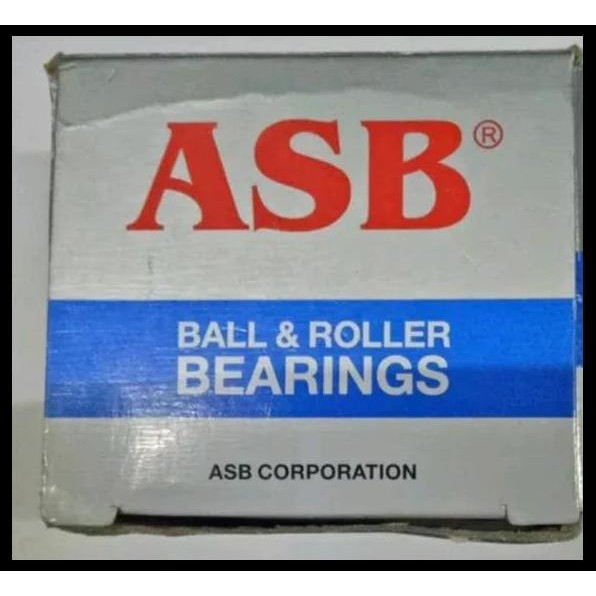 ASB®
BALL & ROLLER
BEARINGS
ASB CORPORATION